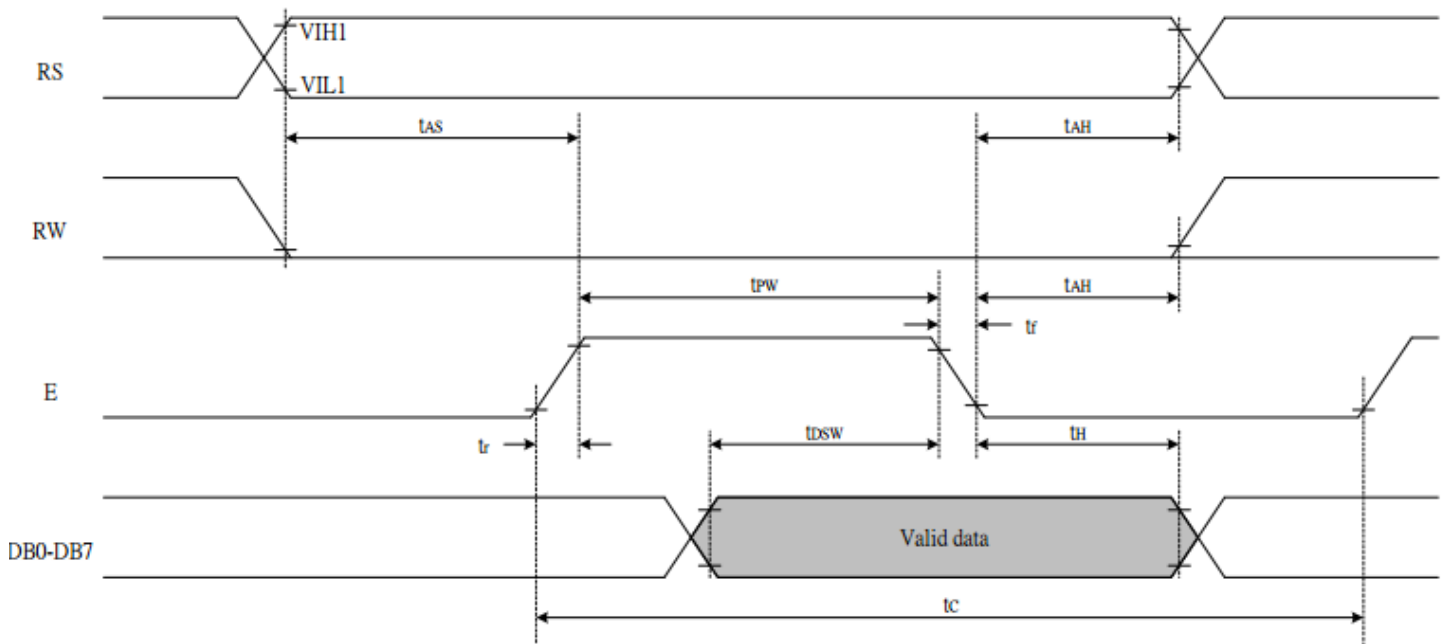 VIH1
RS
VIL1
tAS tAH
RW
tPW tAH
tf
E
tr tDSW tH
DB0-DB7 Valid data
tC